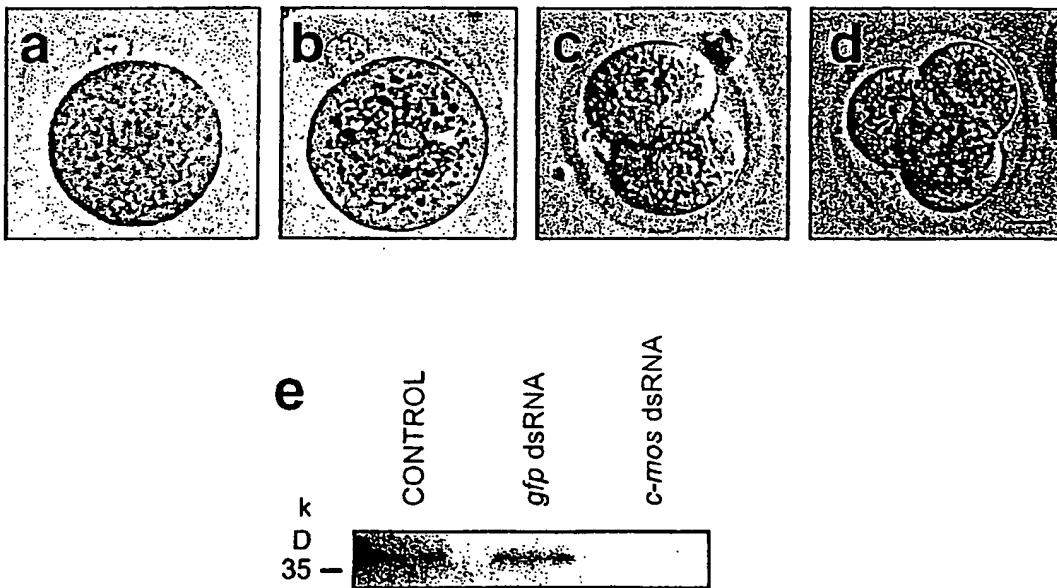 a b c d
e
CONTROL
gfp dsRNA
c-mos dsRNA
k
D
35 –